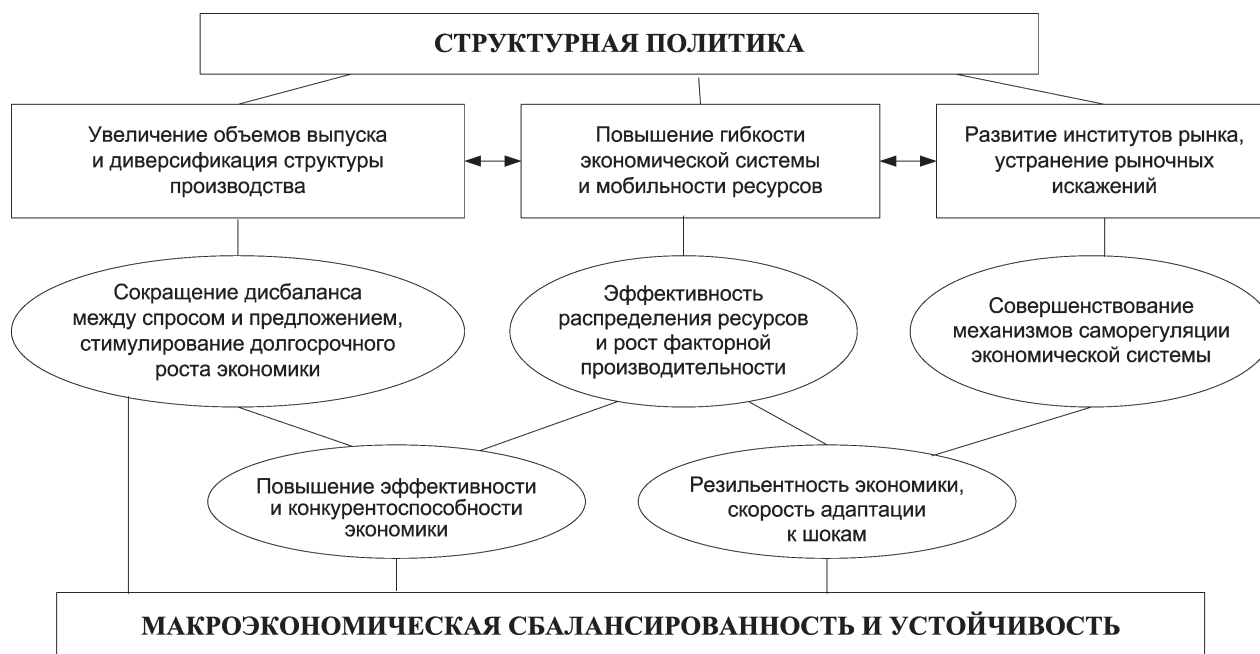 СТРУКТУРНАЯ ПОЛИТИКА
Увеличение объемов выпуска
и диверсификация структуры
производства
Повышение гибкости
экономической системы
и мобильности ресурсов
Развитие институтов рынка,
устранение рыночных
искажений
Сокращение дисбаланса
между спросом и предложением,
стимулирование долгосрочного
роста экономики
Эффективность
распределения ресурсов
и рост факторной
производительности
Совершенствование
механизмов саморегуляции
экономической системы
Повышение эффективности
и конкурентоспособности
экономики
Резильентность экономики,
скорость адаптации
к шокам
МАКРОЭКОНОМИЧЕСКАЯ СБАЛАНСИРОВАННОСТЬ И УСТОЙЧИВОСТЬ